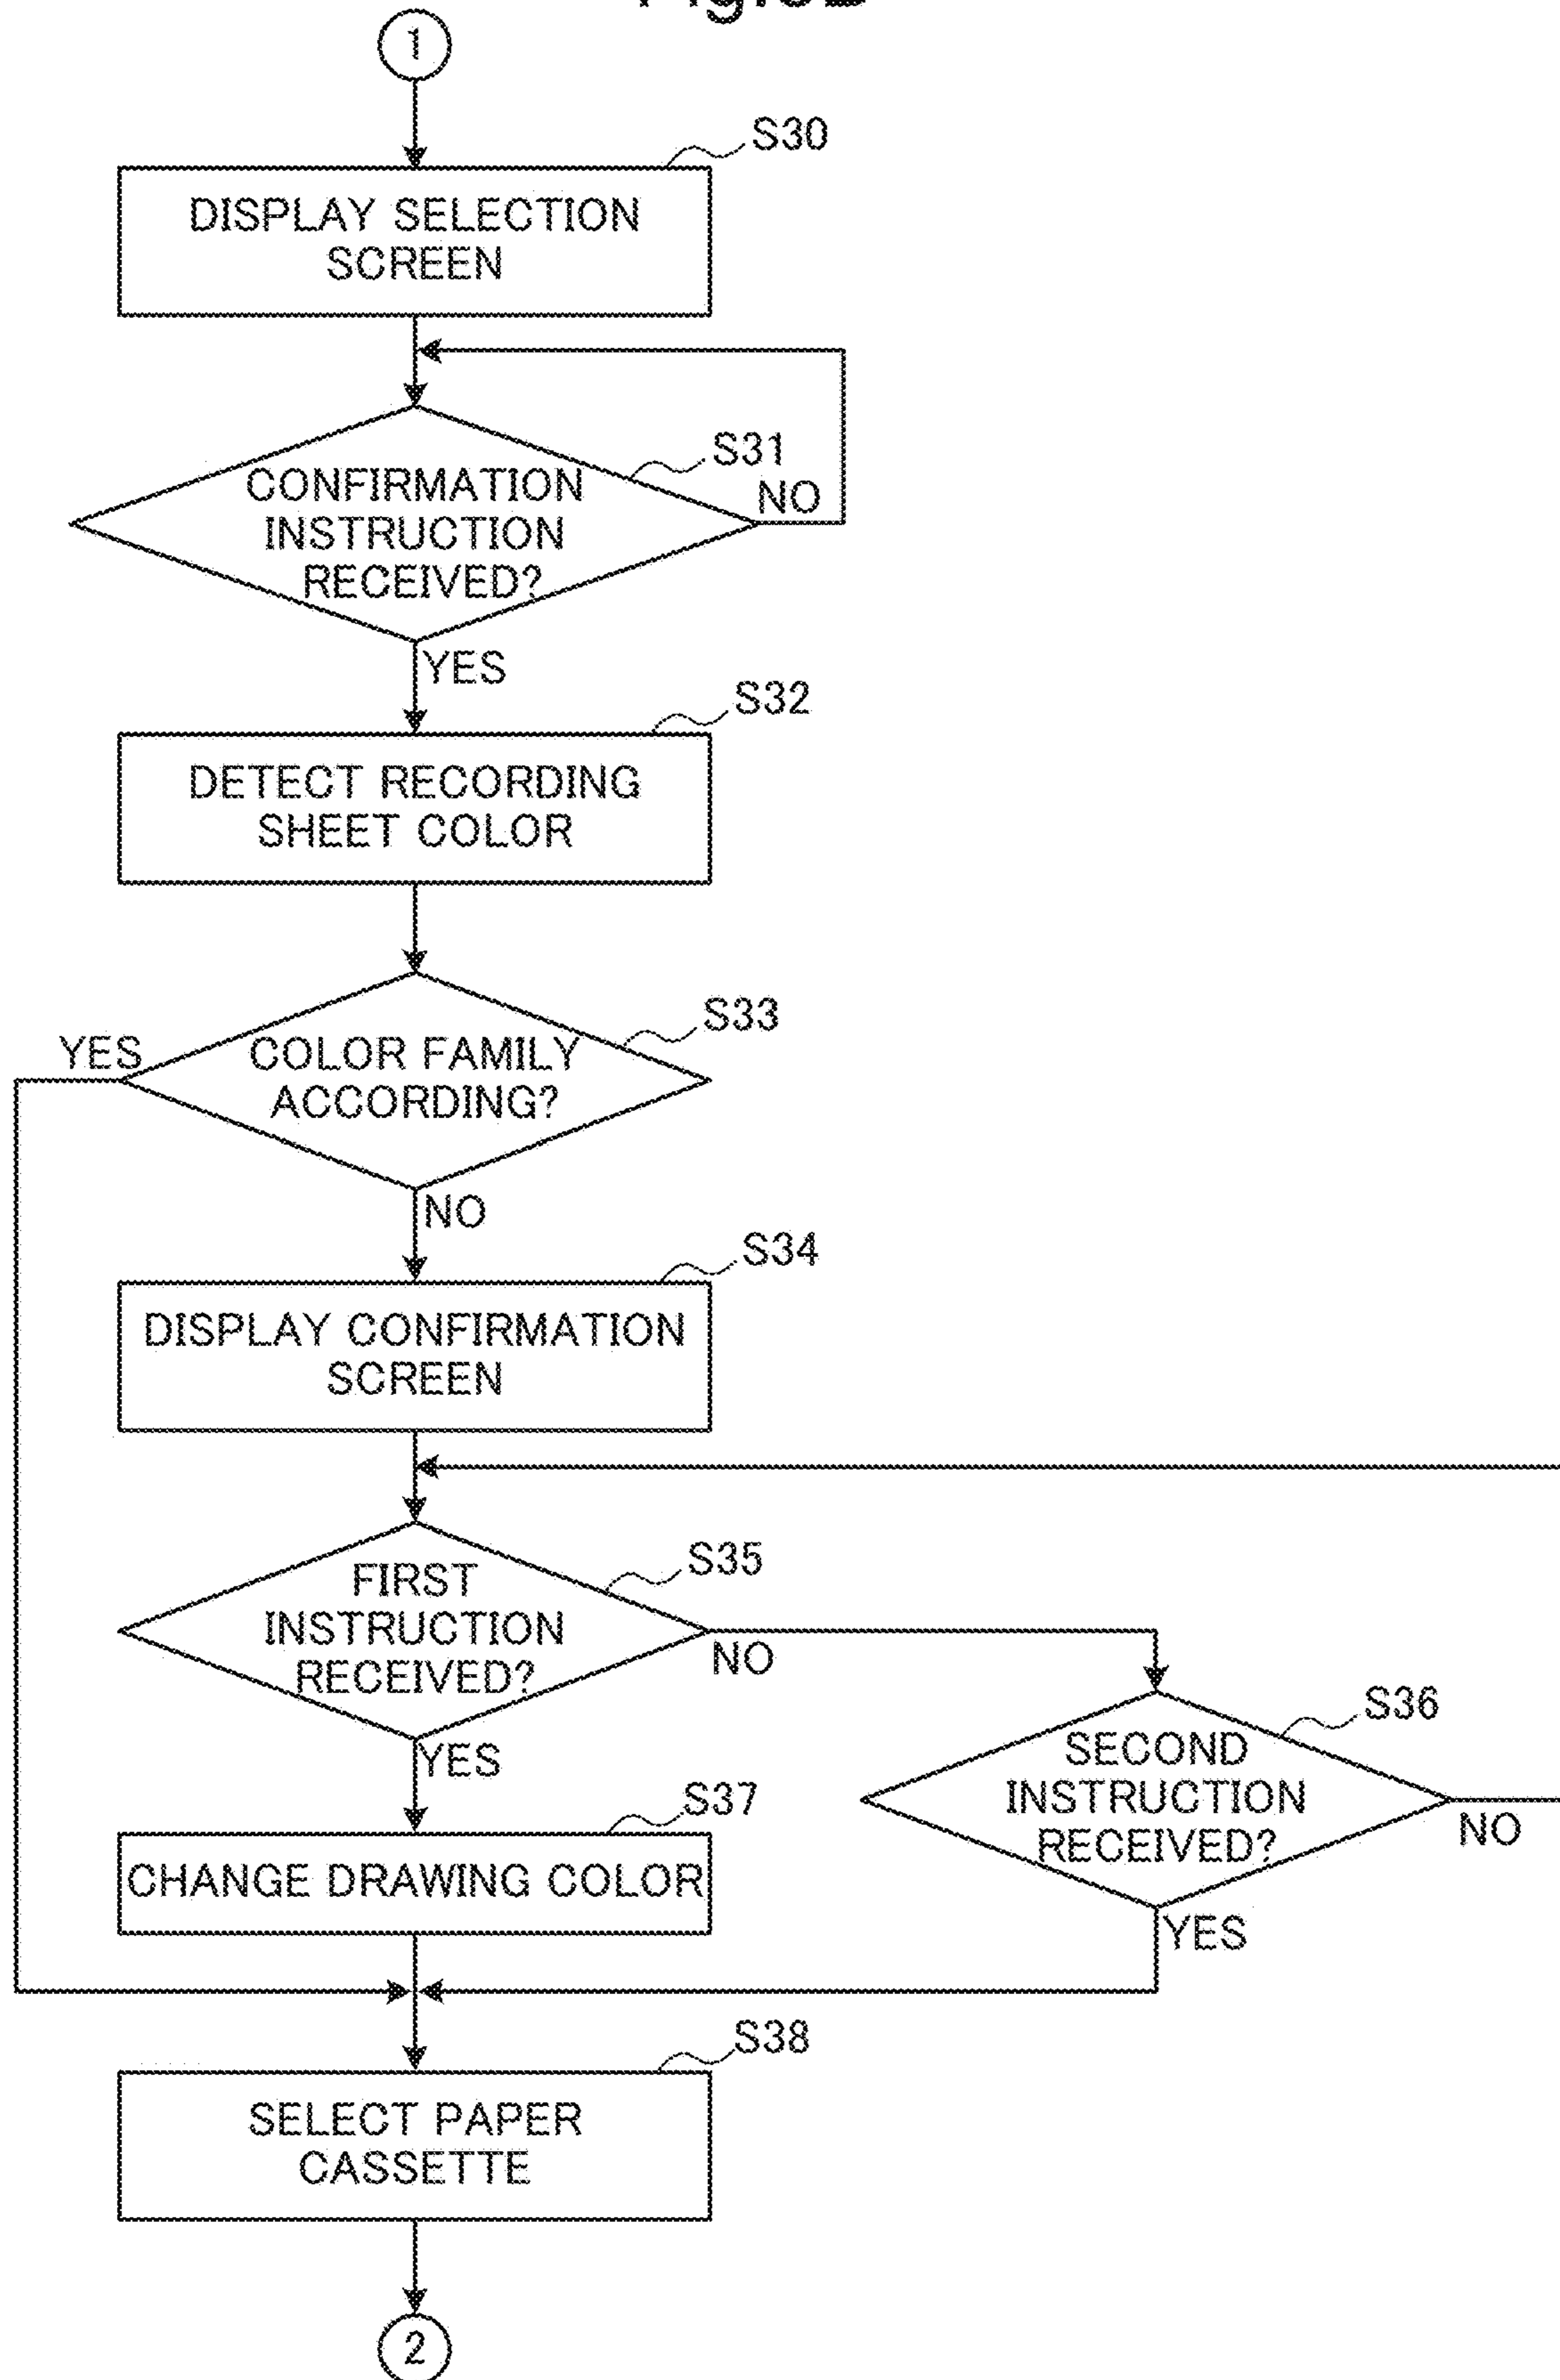 1
S30
DISPLAY SELECTION
SCREEN
S31
CONFIRMATION
INSTRUCTION
RECEIVED?
NO
YES
S32
DETECT RECORDING
SHEET COLOR
S33
YES
COLOR FAMILY
ACCORDING?
NO
S34
DISPLAY CONFIRMATION
SCREEN
S35
FIRST
INSTRUCTION
RECEIVED?
NO
YES
S36
SECOND
INSTRUCTION
RECEIVED?
NO
YES
S37
CHANGE DRAWING COLOR
S38
SELECT PAPER
CASSETTE
2